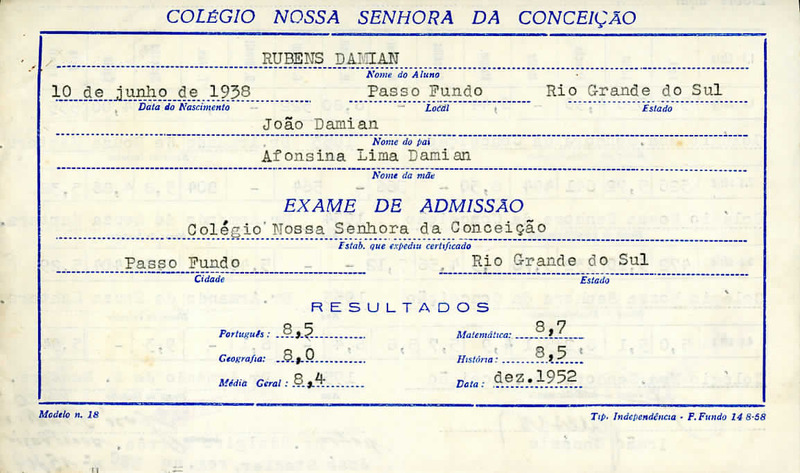 COLÉGIO NOSSA SENHORA DA CONCEIÇÃO
RUBENS DAMIAN
Nome do Aluno
10 de junho de 1938 Passo Fundo Rio Grande do Sul
Data do Nascimento Local Estado
João Damian
Nome do pai
Afonsina Lima Damian
Nome da mãe
EXAME DE ADMISSÃO
Colégio Nossa Senhora da Conceição
Estab. que expediu certificado
Passo Fundo Rio Grande do Sul
Cidade Estado
RESULTADOS
Português: 8,5 Matemática: 8,7
Geografia: 8,0 História: 8,5
Média Geral: 8,4 Data: dez.1952
Modelo n. 18 Tip. Independência - P. Fundo 14 8-58